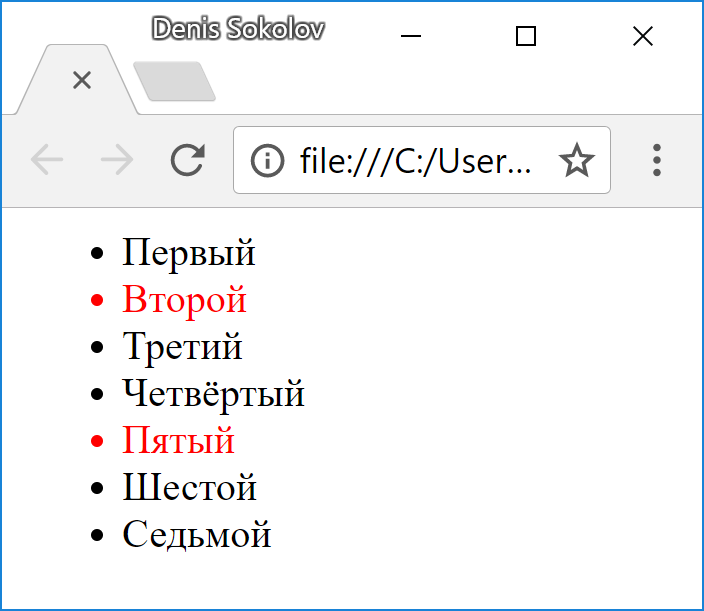 Denis Sokolov
file:///C:/User...
Первый
Второй
Третий
Четвёртый
Пятый
Шестой
Седьмой